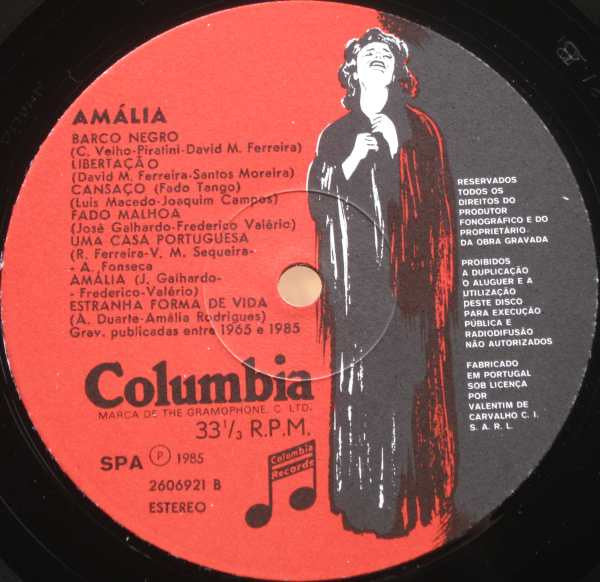 AMÁLIA
BARCO NEGRO
(C. Velho-Piratini-David M. Ferreira)
LIBERTAÇÃO
(David M. Ferreira-Santos Moreira)
CANSAÇO (Fado Tango)
(Luis Macedo-Joaquim Campos)
FADO MALHOA
(José Galhardo-Frederico Valério)
UMA CASA PORTUGUESA
(R. Ferreira-V. M. Sequeira-
- A. Fonseca
AMÁLIA (J. Galhardo-
- Frederico-Valério)
ESTRANHA FORMA DE VIDA
(A. Duarte-Amália Rodrigues)
Grav. publicadas entre 1965 e 1985
Columbia
MARCA DE THE GRAMOPHONE. C. LTD.
33 1/3 R.P.M.
SPA Ⓟ 1985
2606921 B
ESTEREO
Columbia
Records
RESERVADOS
TODOS OS
DIREITOS DO
PRODUTOR
FONOGRÁFICO E DO
PROPRIETÁRIO
DA OBRA GRAVADA
PROIBIDOS
A DUPLICAÇÃO
O ALUGUER E A
UTILIZAÇÃO
DESTE DISCO
PARA EXECUÇÃO
PÚBLICA E
RADIODIFUSÃO
NÃO AUTORIZADOS
FABRICADO
EM PORTUGAL
SOB LICENÇA
POR
VALENTIM DE
CARVALHO C. I.
S. A. R. L.